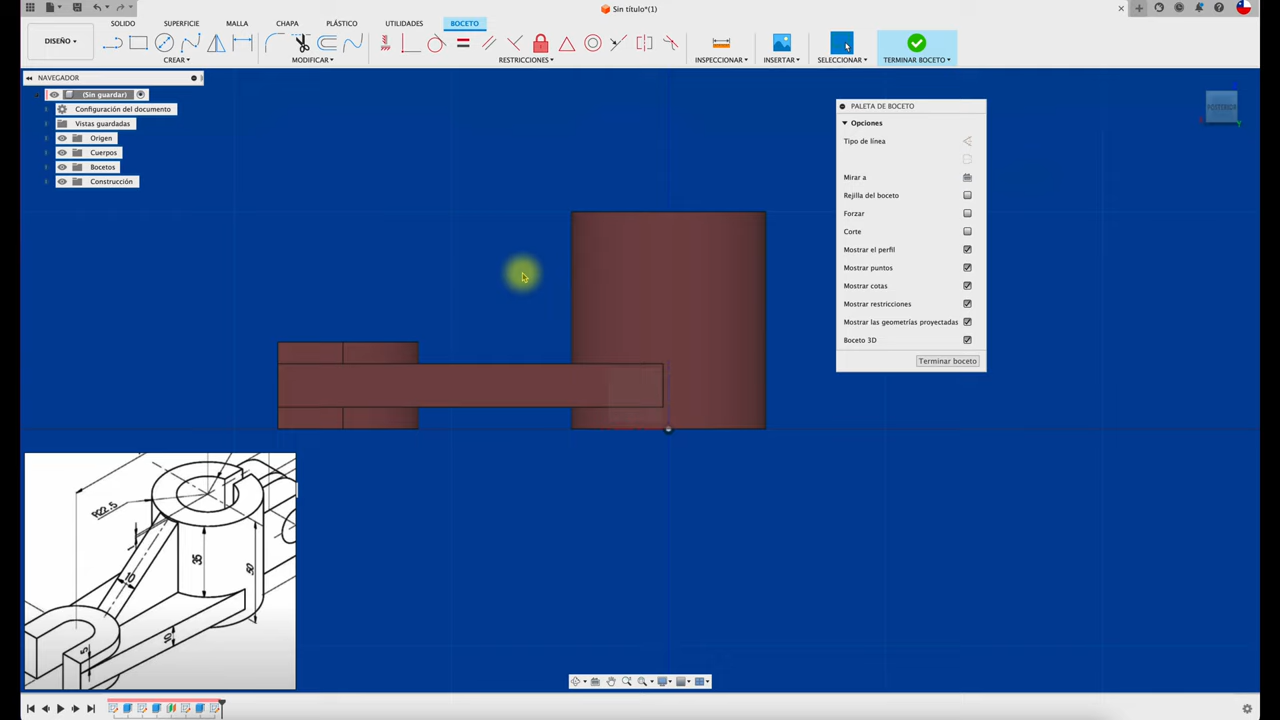 Sin título*(1)
DISEÑO
SÓLIDO
SUPERFICIE
MALLA
CHAPA
PLÁSTICO
UTILIDADES
BOCETO
CREAR
MODIFICAR
RESTRICCIONES
INSPECCIONAR
INSERTAR
SELECCIONAR
TERMINAR BOCETO
NAVEGADOR
(Sin guardar)
Configuración del documento
Vistas guardadas
Origen
Cuerpos
Bocetos
Construcción
PALETA DE BOCETO
Opciones
Tipo de línea
Mirar a
Rejilla del boceto
Forzar
Corte
Mostrar el perfil
Mostrar puntos
Mostrar cotas
Mostrar restricciones
Mostrar las geometrías proyectadas
Boceto 3D
Terminar boceto
POSTERIOR
R22.5
35
50
10
10
5